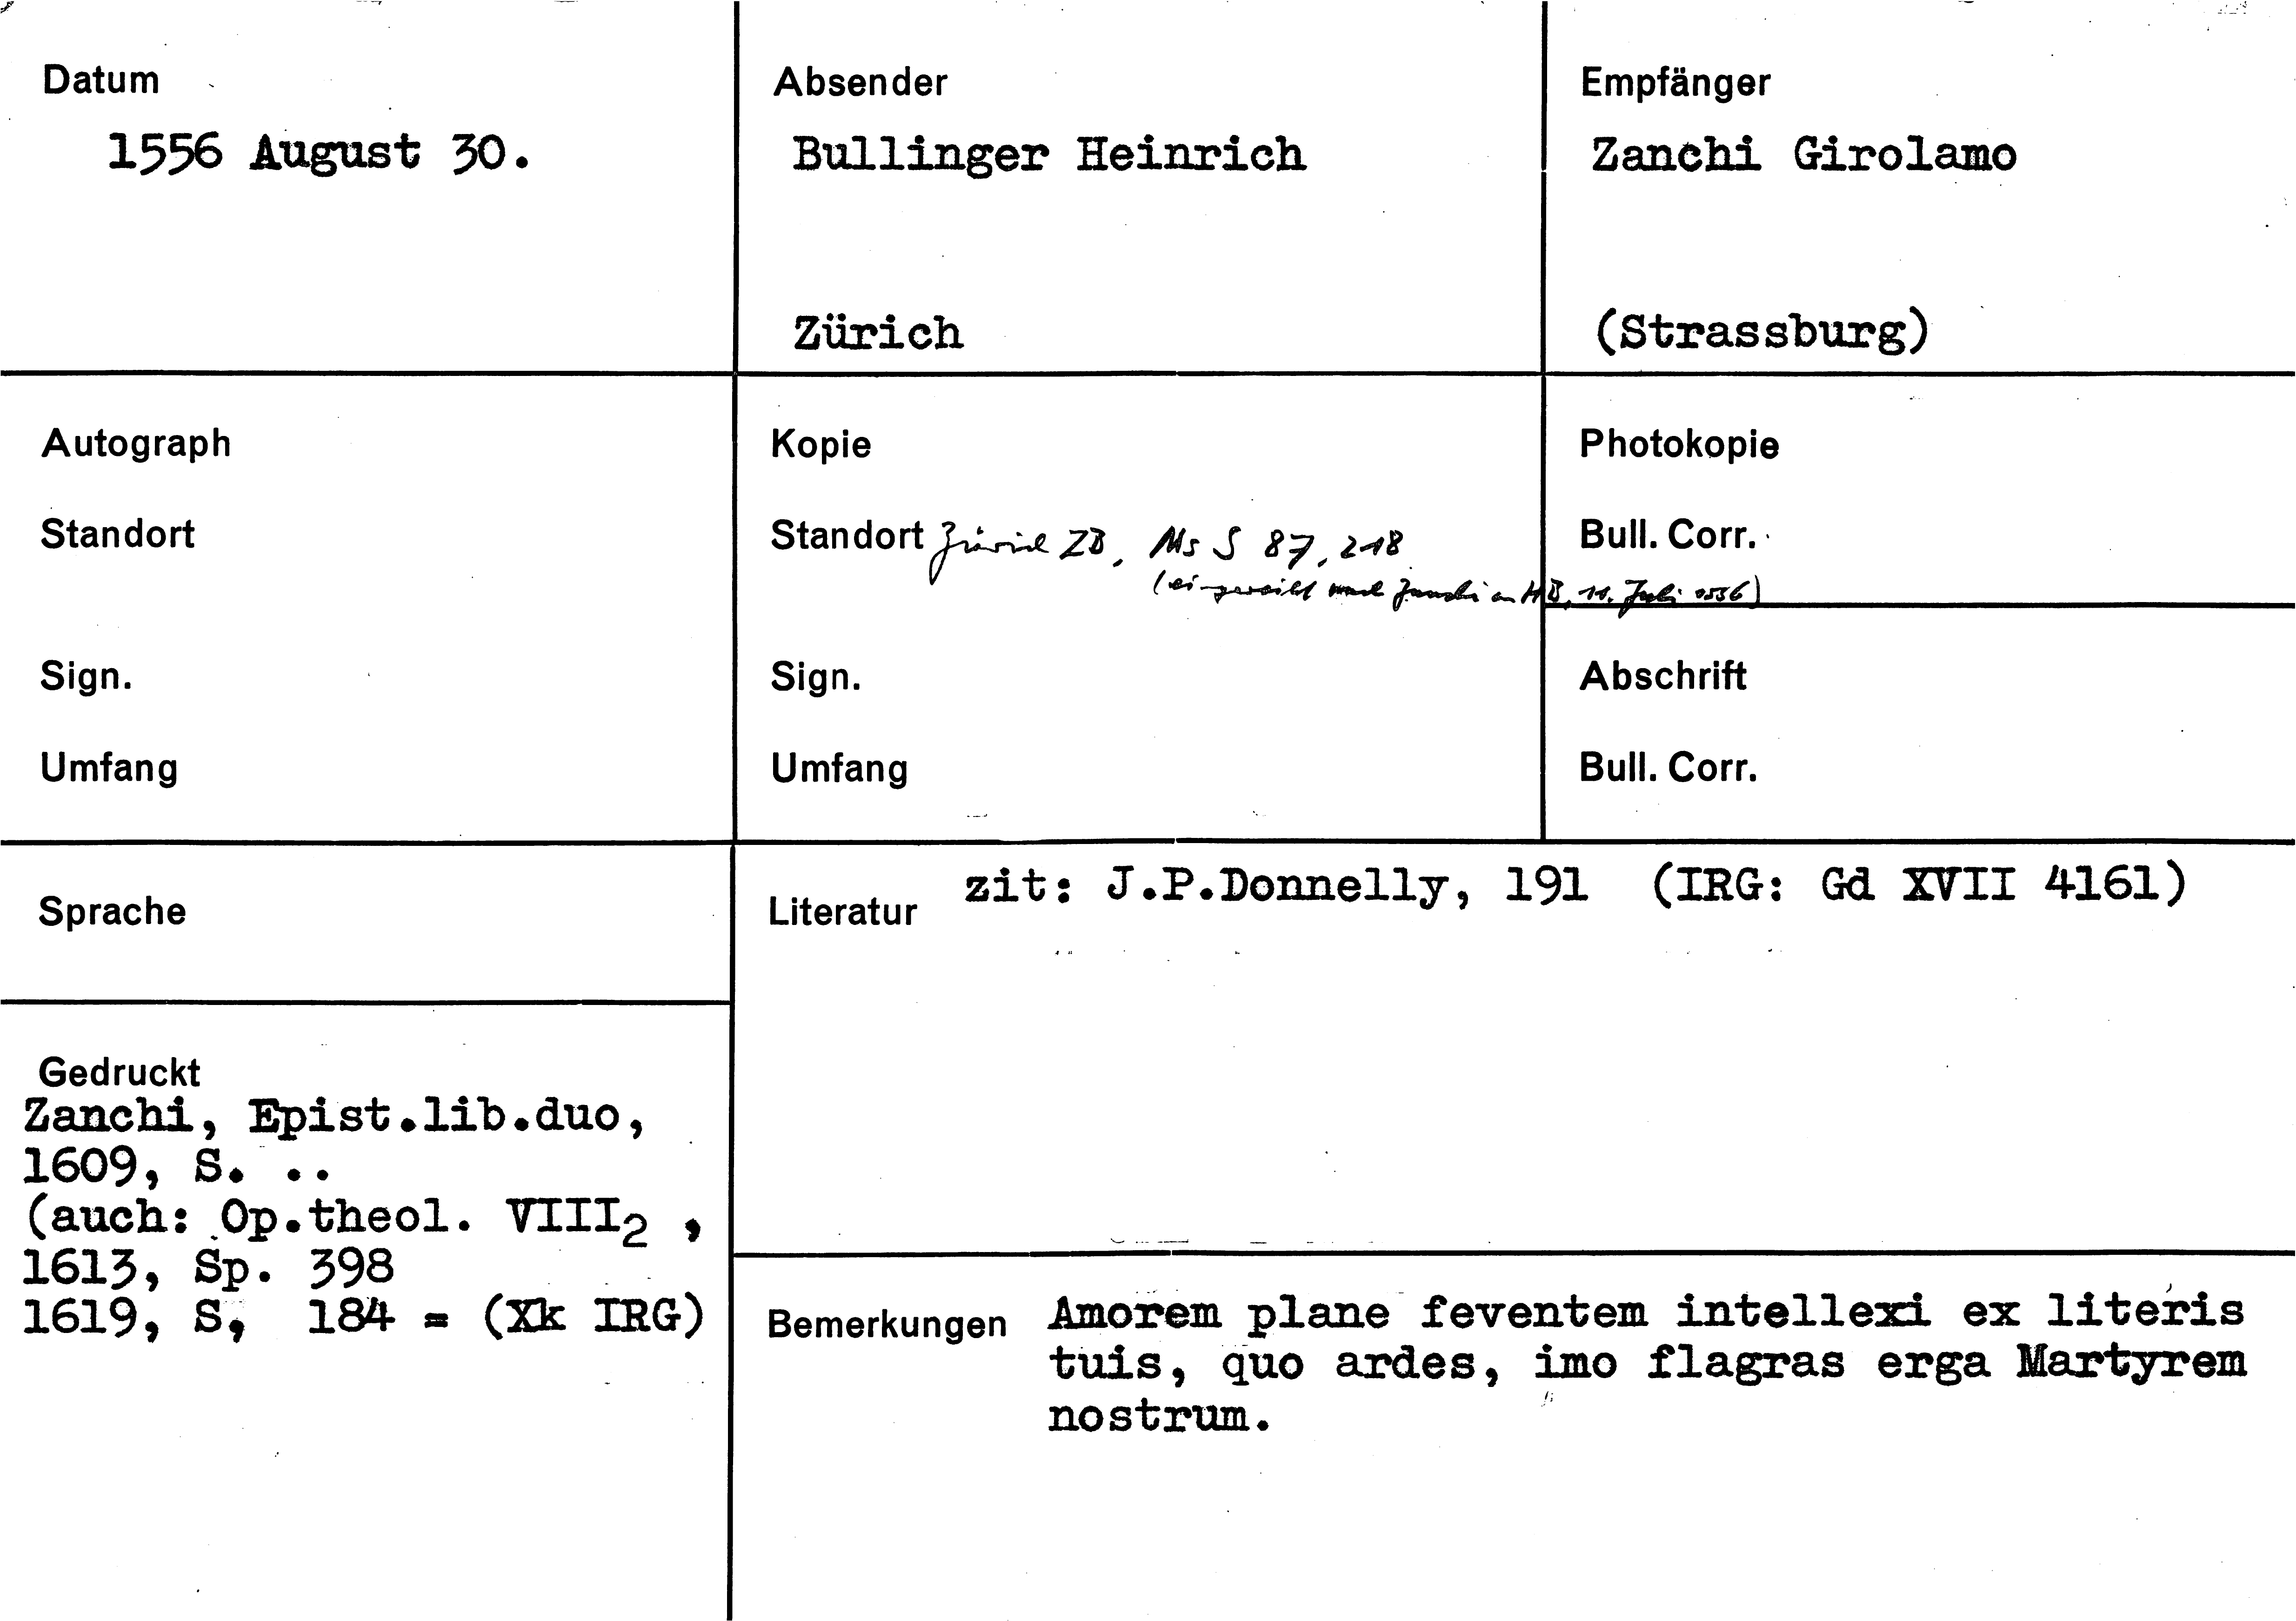 Datum
1556 August 30.
Absender
Bullinger Heinrich
Zürich
Empfänger
Zanchi Girolamo
(Strassburg)
Autograph
Standort
Sign.
Umfang
Kopie
Standort Zürich ZB, Ms S 87, 218
(eingereiht nach Zanchi an HB, 11. Juli 1556)
Sign.
Umfang
Photokopie
Bull. Corr.
Abschrift
Bull. Corr.
Sprache
Literatur zit: J.P.Donnelly, 191 (IRG: Gd XVII 4161)
Gedruckt
Zanchi, Epist.lib.duo,
1609, S. ..
(auch: Op.theol. VIII2 ,
1613, Sp. 398
1619, S, 184 = (Xk IRG)
Bemerkungen Amorem plane feventem intellexi ex literis
tuis, quo ardes, imo flagras erga Martyrem
nostrum.